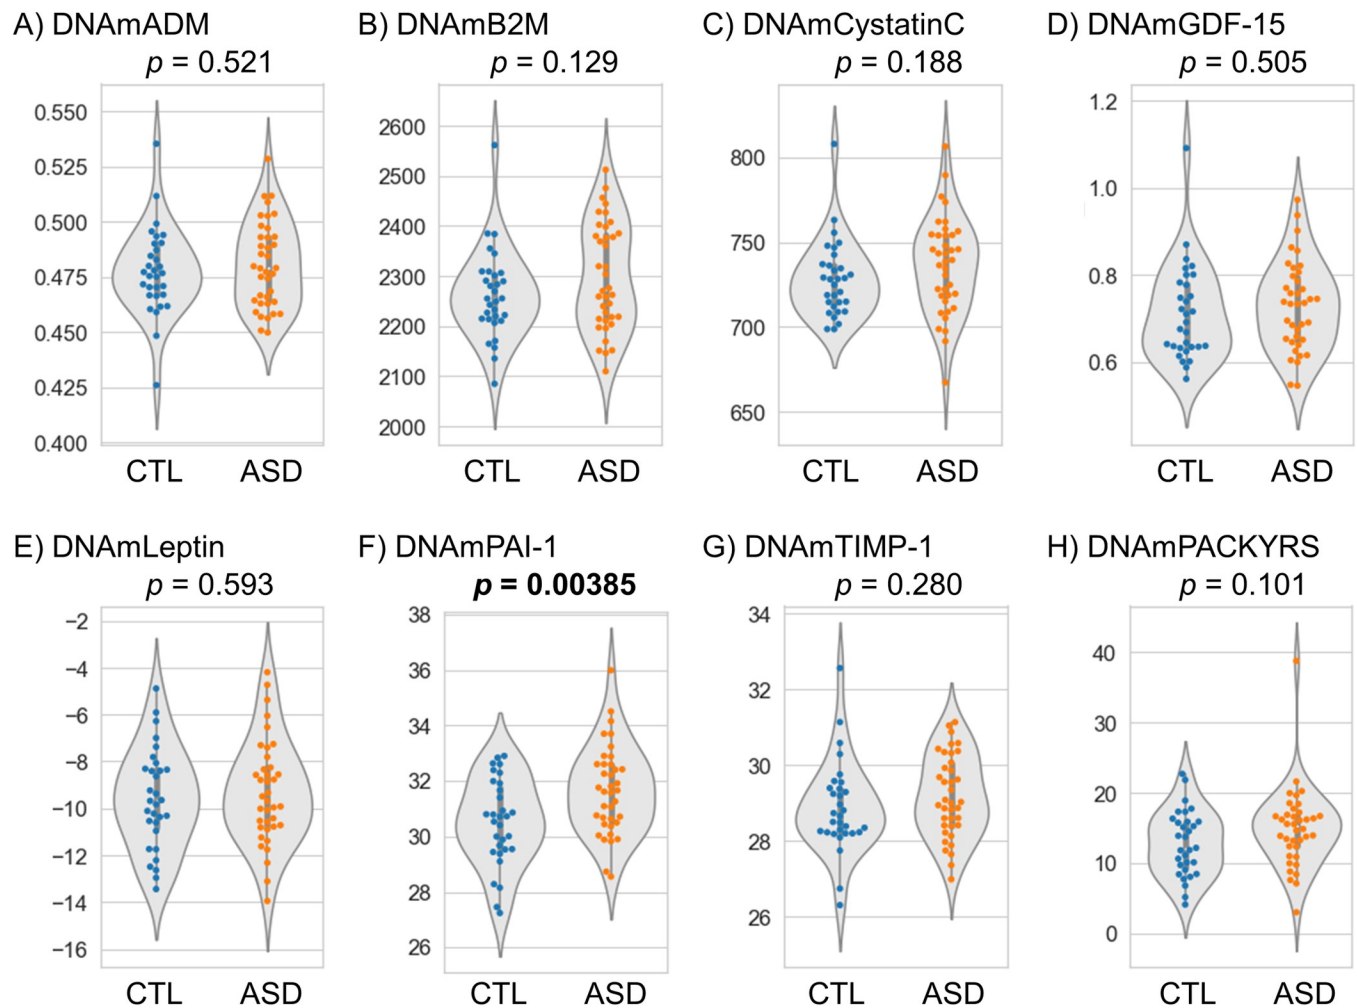 A) DNAmADM
p = 0.521
0.550
0.525
0.500
0.475
0.450
0.425
0.400
CTL ASD
B) DNAmB2M
p = 0.129
2600
2500
2400
2300
2200
2100
2000
CTL ASD
C) DNAmCystatinC
p = 0.188
800
750
700
650
CTL ASD
D) DNAmGDF-15
p = 0.505
1.2
1.0
0.8
0.6
CTL ASD
E) DNAmLeptin
p = 0.593
−2
−4
−6
−8
−10
−12
−14
−16
CTL ASD
F) DNAmPAI-1
p = 0.00385
38
36
34
32
30
28
26
CTL ASD
G) DNAmTIMP-1
p = 0.280
34
32
30
28
26
CTL ASD
H) DNAmPACKYRS
p = 0.101
40
30
20
10
0
CTL ASD